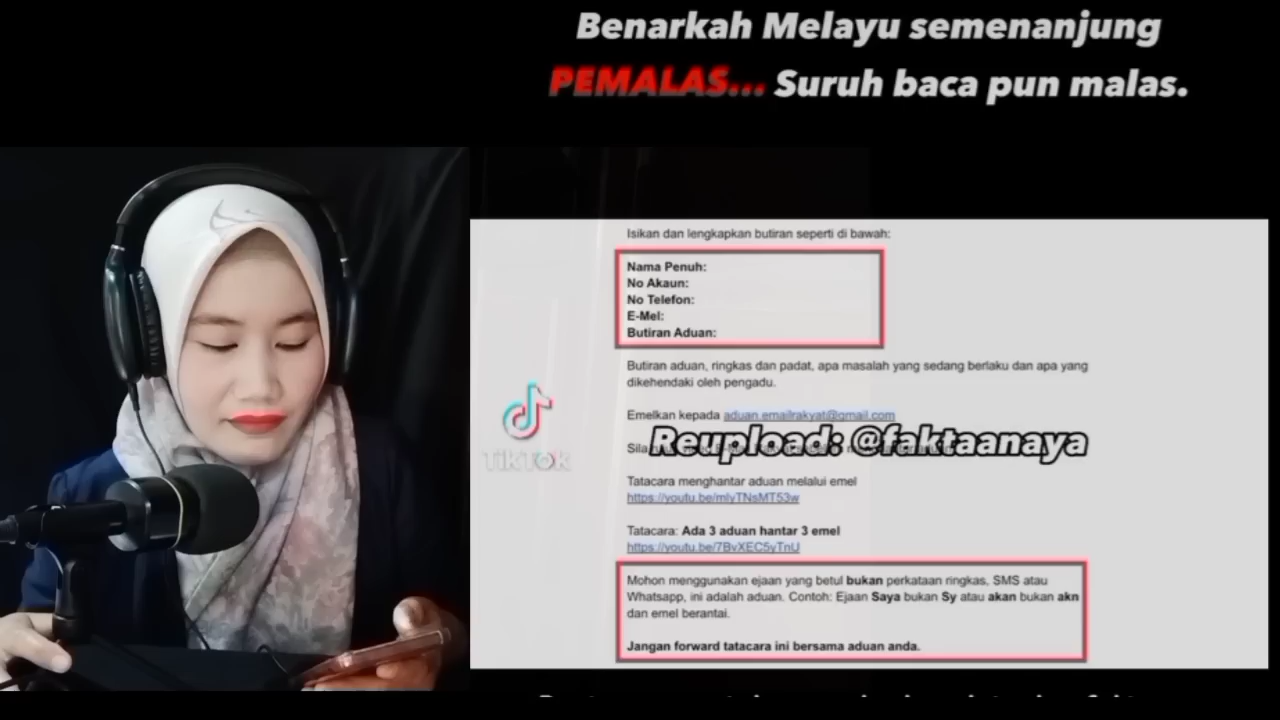 Benarkah Melayu semenanjung
PEMALAS... Suruh baca pun malas.
Isikan dan lengkapkan butiran seperti di bawah:
Nama Penuh:
No Akaun:
No Telefon:
E-Mel:
Butiran Aduan:
Butiran aduan, ringkas dan padat, apa masalah yang sedang berlaku dan apa yang
dikehendaki oleh pengadu.
Emelkan kepada aduan.emailrakyat@gmail.com
Sila
Reupload: @faktaanaya
TikTok
Tatacara menghantar aduan melalui emel
https://youtu.be/mlyTNsMT53w
Tatacara: Ada 3 aduan hantar 3 emel
https://youtu.be/7BvXEC5yTnU
Mohon menggunakan ejaan yang betul bukan perkataan ringkas, SMS atau
Whatsapp, ini adalah aduan. Contoh: Ejaan Saya bukan Sy atau akan bukan akn
dan emel berantai.
Jangan forward tatacara ini bersama aduan anda.